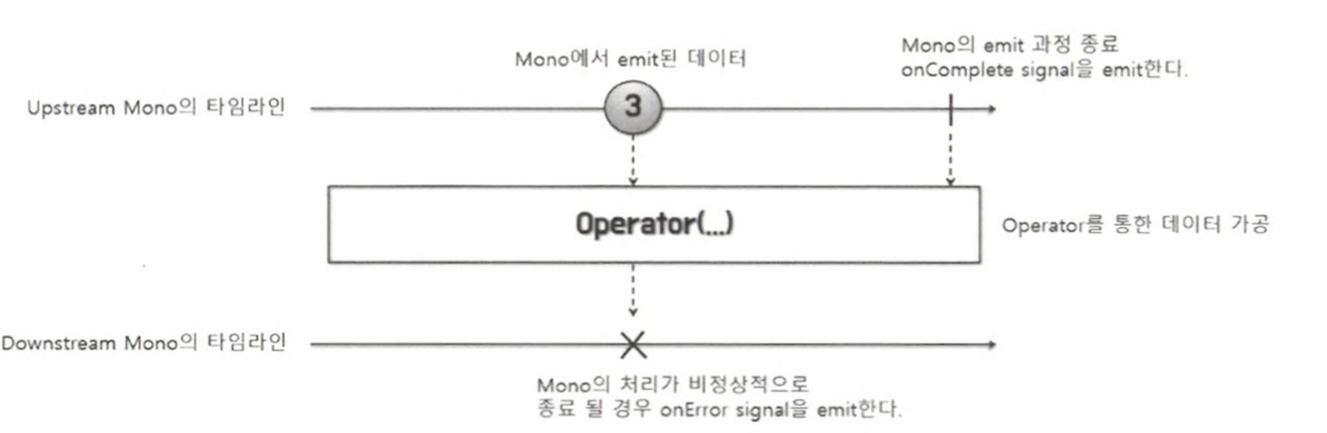 Mono에서 emit된 데이터
Mono의 emit 과정 종료
onComplete signal을 emit한다.
Upstream Mono의 타임라인
3
Operator(...)
Operator를 통한 데이터 가공
Downstream Mono의 타임라인
Mono의 처리가 비정상적으로
종료 될 경우 onError signal을 emit한다.